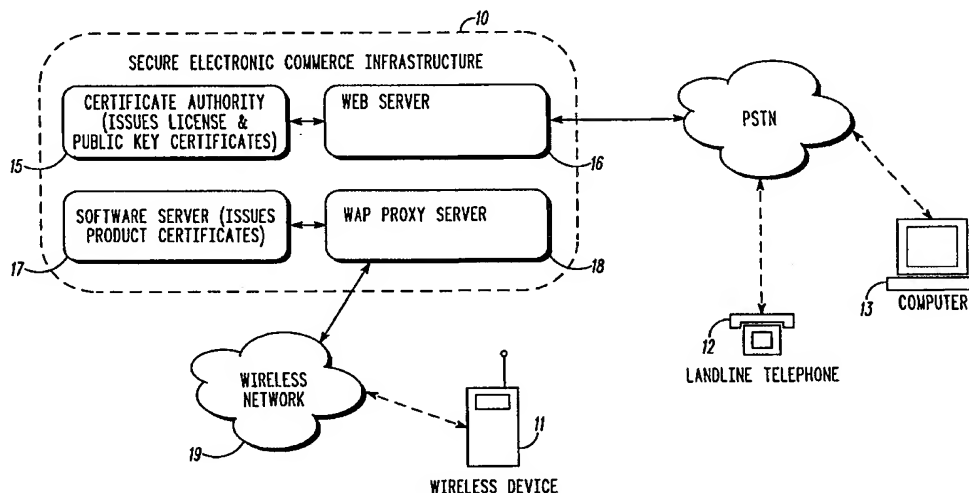 10
SECURE ELECTRONIC COMMERCE INFRASTRUCTURE
CERTIFICATE AUTHORITY
(ISSUES LICENSE &
PUBLIC KEY CERTIFICATES)
15
WEB SERVER
16
PSTN
SOFTWARE SERVER (ISSUES
PRODUCT CERTIFICATES)
17
WAP PROXY SERVER
18
12
LANDLINE TELEPHONE
13
COMPUTER
WIRELESS
NETWORK
19
11
WIRELESS DEVICE